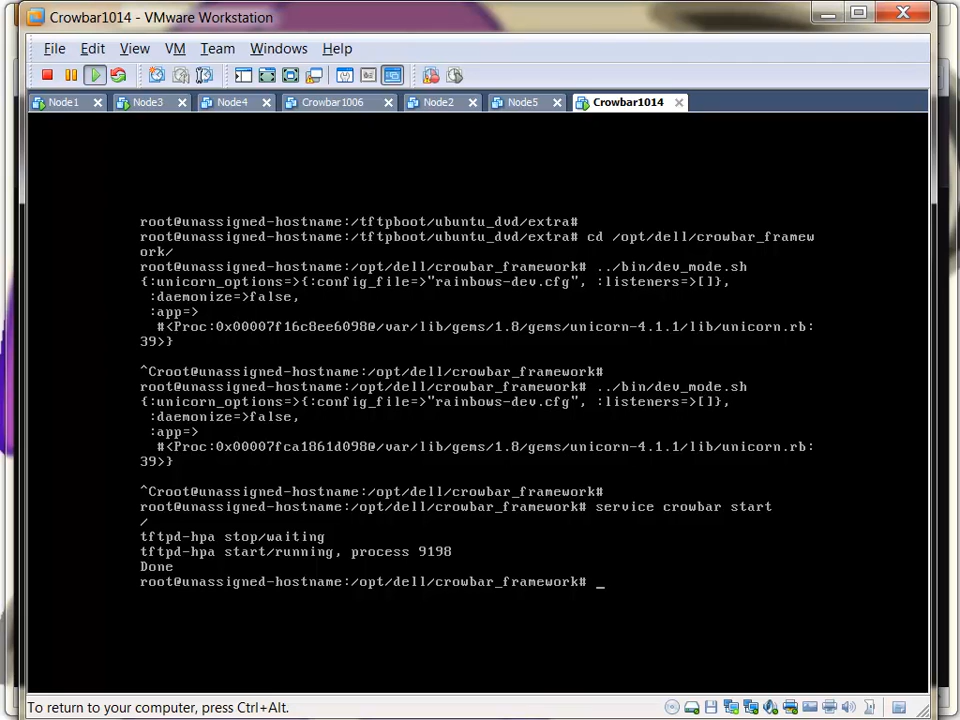 Crowbar1014 - VMware Workstation
File Edit View VM Team Windows Help
Node1 Node3 Node4 Crowbar1006 Node2 Node5 Crowbar1014
root@unassigned-hostname:/tftpboot/ubuntu_dvd/extra#
root@unassigned-hostname:/tftpboot/ubuntu_dvd/extra# cd /opt/dell/crowbar_framew
ork/
root@unassigned-hostname:/opt/dell/crowbar_framework# ../bin/dev_mode.sh
{:unicorn_options=>{:config_file=>"rainbows-dev.cfg", :listeners=>[]},
:daemonize=>false,
:app=>
#<Proc:0x00007f16c8ee6098@/var/lib/gems/1.8/gems/unicorn-4.1.1/lib/unicorn.rb:
39>}
^Croot@unassigned-hostname:/opt/dell/crowbar_framework#
root@unassigned-hostname:/opt/dell/crowbar_framework# ../bin/dev_mode.sh
{:unicorn_options=>{:config_file=>"rainbows-dev.cfg", :listeners=>[]},
:daemonize=>false,
:app=>
#<Proc:0x00007fca1861d098@/var/lib/gems/1.8/gems/unicorn-4.1.1/lib/unicorn.rb:
39>}
^Croot@unassigned-hostname:/opt/dell/crowbar_framework#
root@unassigned-hostname:/opt/dell/crowbar_framework# service crowbar start
/
tftpd-hpa stop/waiting
tftpd-hpa start/running, process 9198
Done
root@unassigned-hostname:/opt/dell/crowbar_framework# _
To return to your computer, press Ctrl+Alt.